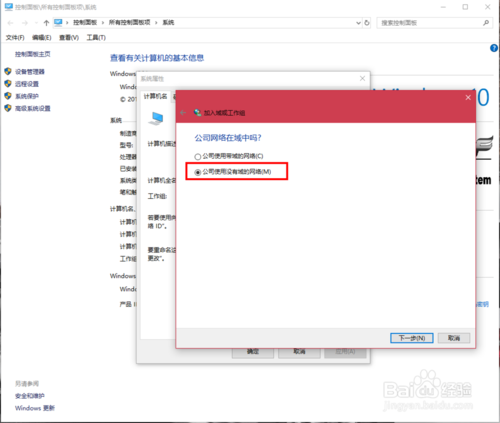 控制面板\所有控制面板项\系统
控制面板 › 所有控制面板项 › 系统
搜索控制面板
文件(F) 编辑(E) 查看(V) 工具(T)
控制面板主页
设备管理器
远程设置
系统保护
高级系统设置
查看有关计算机的基本信息
Windows
Windo
© 20
系统
制造商
型号:
处理器
已安装
系统类
笔和触
计算机名、
计算机
计算机
计算机
工作组
Windows
Windo
产品 I
系统属性
计算机名
计算机描述
计算机全名
工作组:
若要使用向
络 ID"。
要重命名这
更改"。
确定
取消
应用(A)
加入域或工作组
公司网络在域中吗?
公司使用带域的网络(C)
公司使用没有域的网络(M)
下一步(N)
取消
10
stem
密钥
另请参阅
安全和维护
Windows 更新
Baidu 经验
jingyan.baidu.com